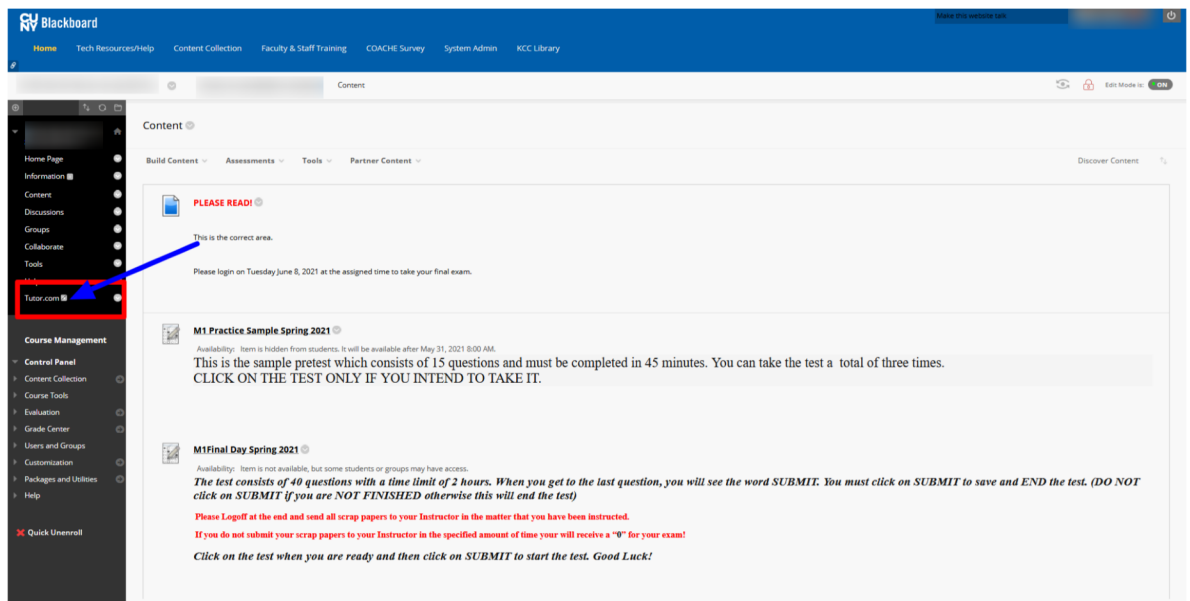 CUNY Blackboard
Make this website talk
Home Tech Resources/Help Content Collection Faculty & Staff Training COACHE Survey System Admin KCC Library
Content
Edit Mode is: ON
Content
Home Page
Information
Content
Discussions
Groups
Collaborate
Tools
Tutor.com
Course Management
Control Panel
Content Collection
Course Tools
Evaluation
Grade Center
Users and Groups
Customization
Packages and Utilities
Help
Quick Unenroll
Build Content Assessments Tools Partner Content Discover Content
PLEASE READ!
This is the correct area.
Please login on Tuesday June 8, 2021 at the assigned time to take your final exam.
M1 Practice Sample Spring 2021
Availability: Item is hidden from students. It will be available after May 31, 2021 8:00 AM.
This is the sample pretest which consists of 15 questions and must be completed in 45 minutes. You can take the test a total of three times.
CLICK ON THE TEST ONLY IF YOU INTEND TO TAKE IT.
M1Final Day Spring 2021
Availability: Item is not available, but some students or groups may have access.
The test consists of 40 questions with a time limit of 2 hours. When you get to the last question, you will see the word SUBMIT. You must click on SUBMIT to save and END the test. (DO NOT
click on SUBMIT if you are NOT FINISHED otherwise this will end the test)
Please Logoff at the end and send all scrap papers to your Instructor in the matter that you have been instructed.
If you do not submit your scrap papers to your Instructor in the specified amount of time your will receive a "0" for your exam!
Click on the test when you are ready and then click on SUBMIT to start the test. Good Luck!